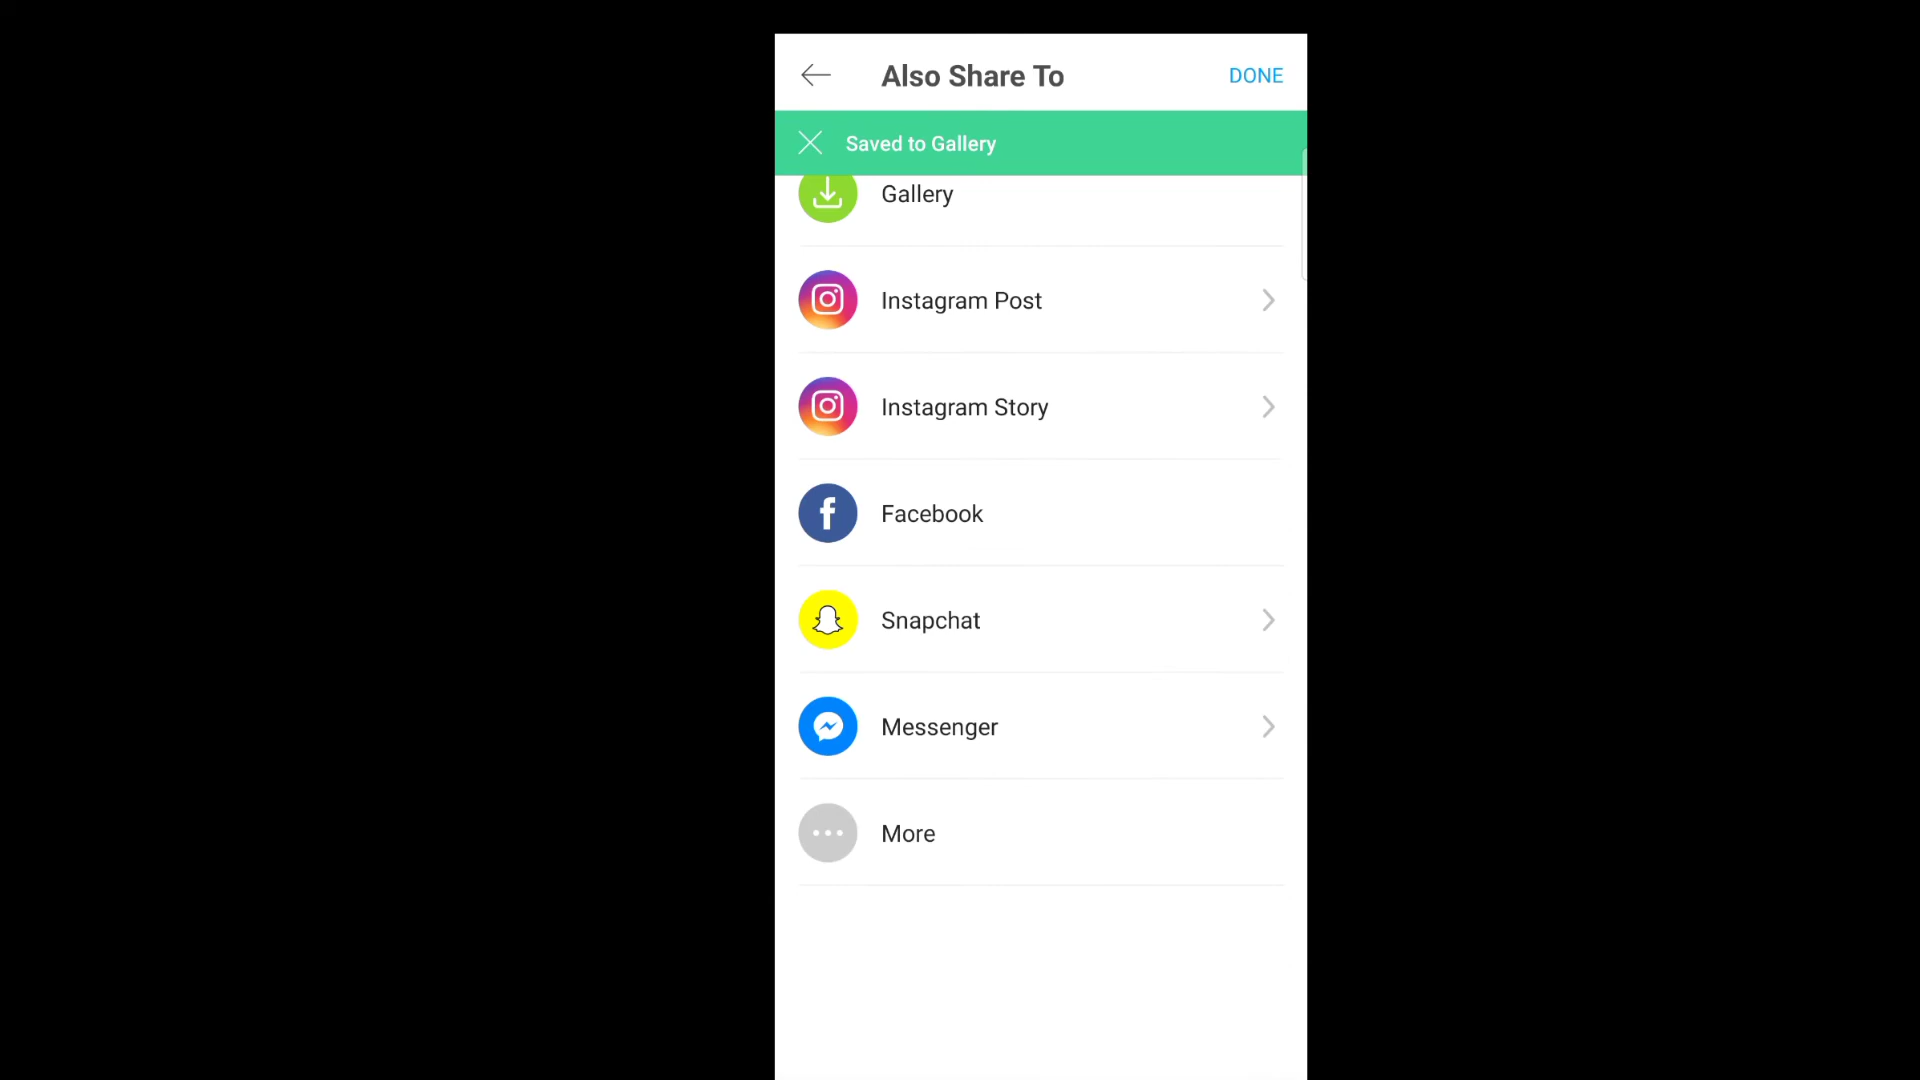 Also Share To
DONE
Saved to Gallery
Gallery
Instagram Post
Instagram Story
Facebook
Snapchat
Messenger
More